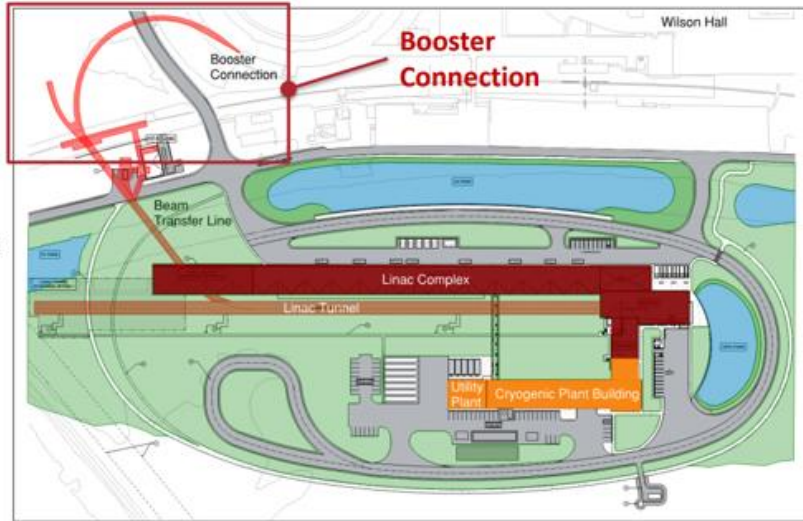 Wilson Hall
Booster
Connection
Booster
Connection
Beam
Transfer Line
Linac Complex
Linac Tunnel
Utility
Plant
Cryogenic Plant Building